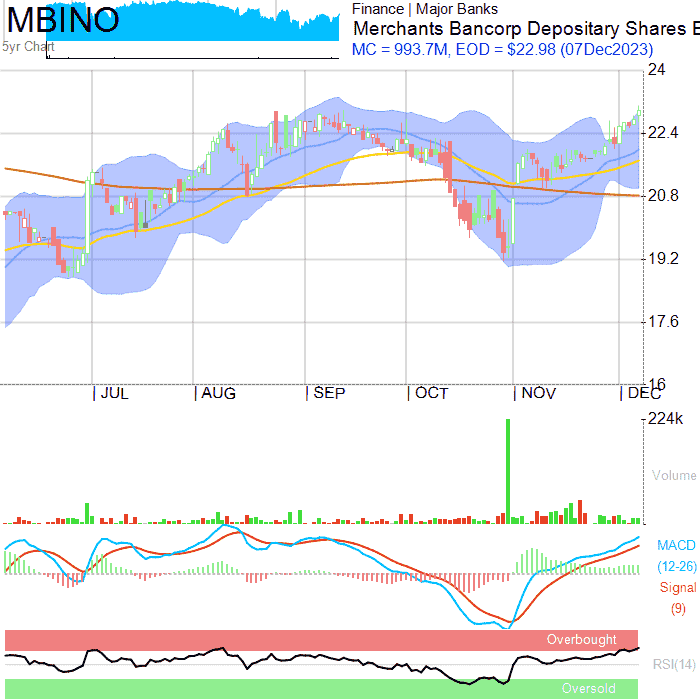 MBINO
5yr Chart
Finance | Major Banks
Merchants Bancorp Depositary Shares E
MC = 993.7M, EOD = $22.98 (07Dec2023)
24
22.4
20.8
19.2
17.6
16
JUL AUG SEP OCT NOV DEC
224k
Volume
MACD
(12-26)
Signal
(9)
Overbought
RSI(14)
Oversold